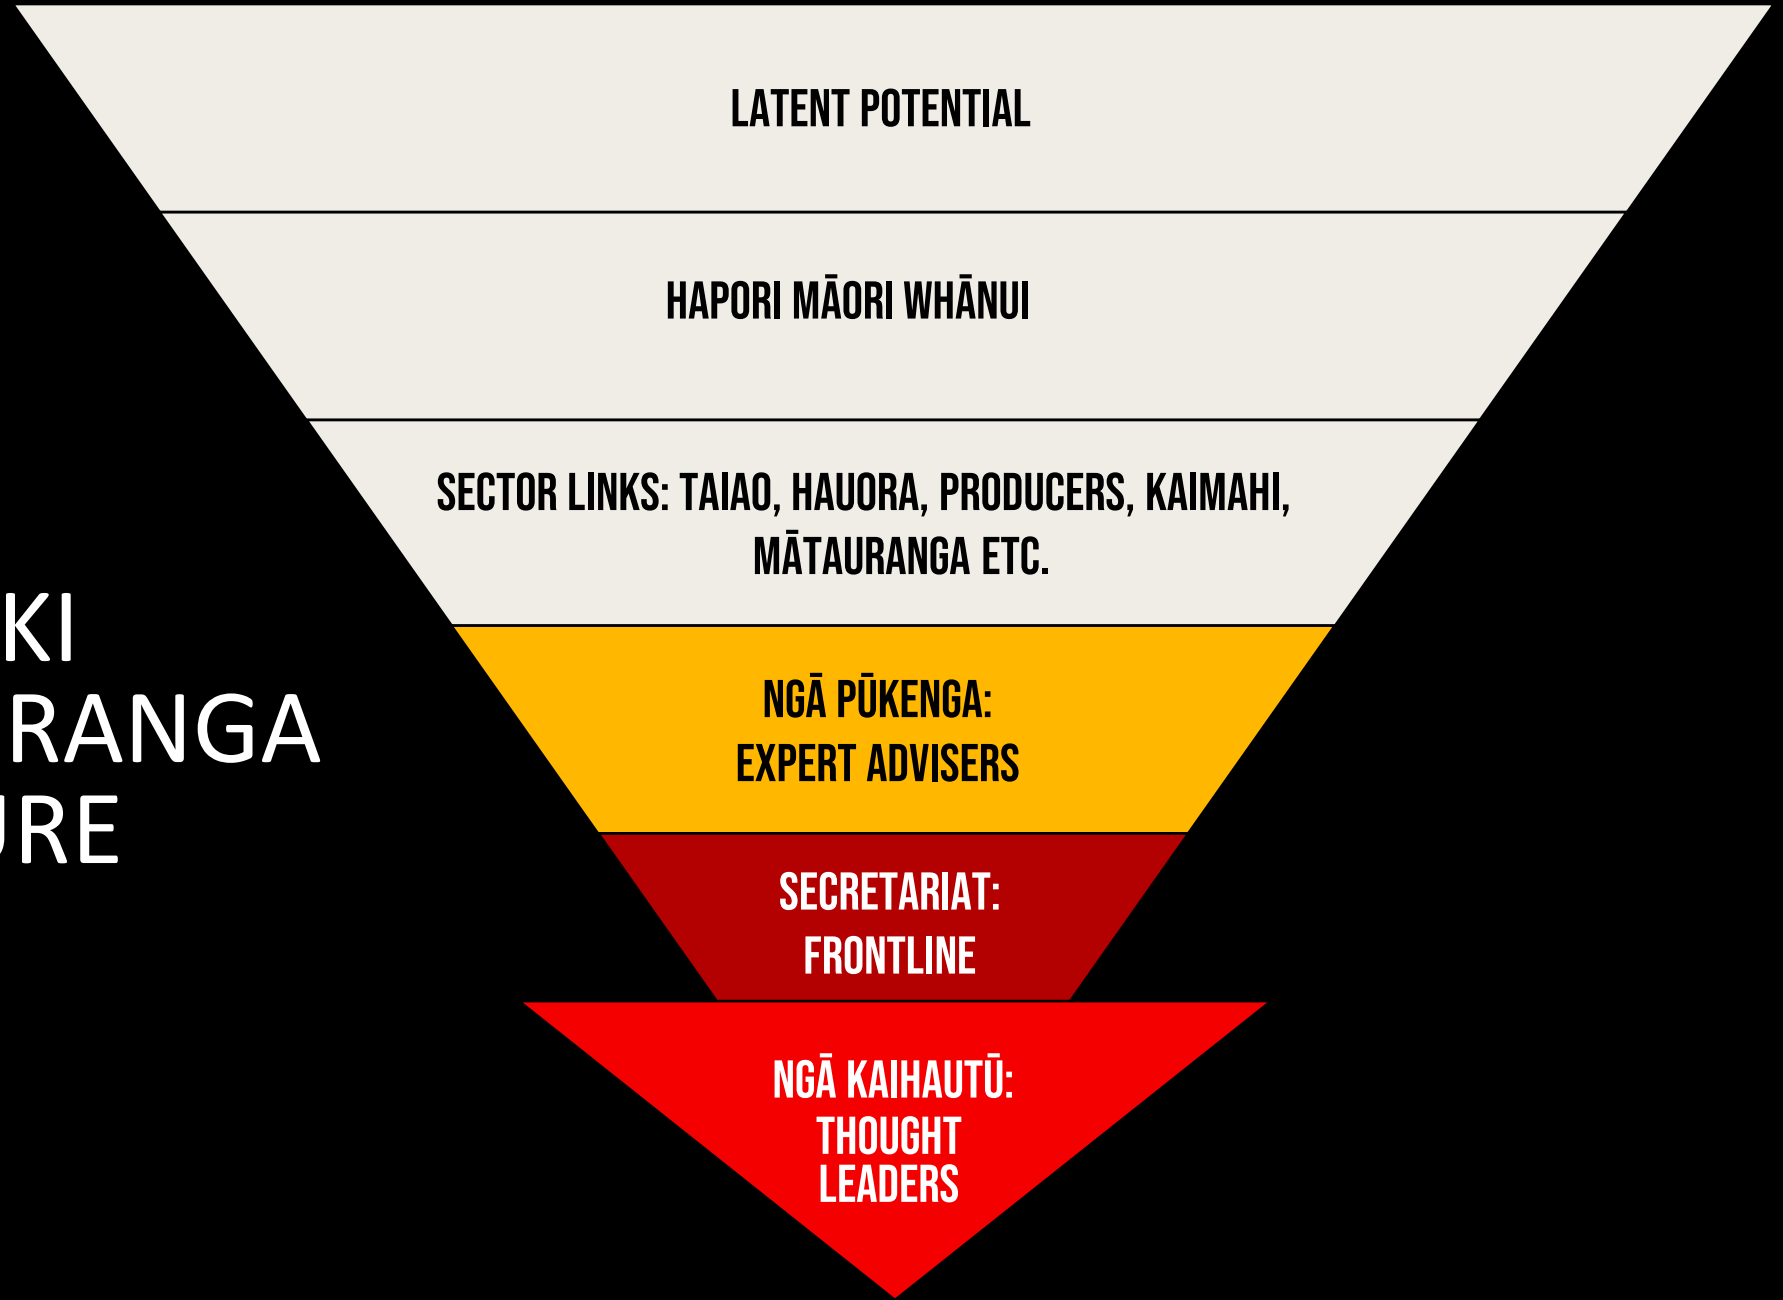 LATENT POTENTIAL
HAPORI MĀORI WHĀNUI
SECTOR LINKS: TAIAO, HAUORA, PRODUCERS, KAIMAHI,
MĀTAURANGA ETC.
KI
RANGA
URE
NGĀ PŪKENGA:
EXPERT ADVISERS
SECRETARIAT:
FRONTLINE
NGĀ KAIHAUTŪ:
THOUGHT
LEADERS